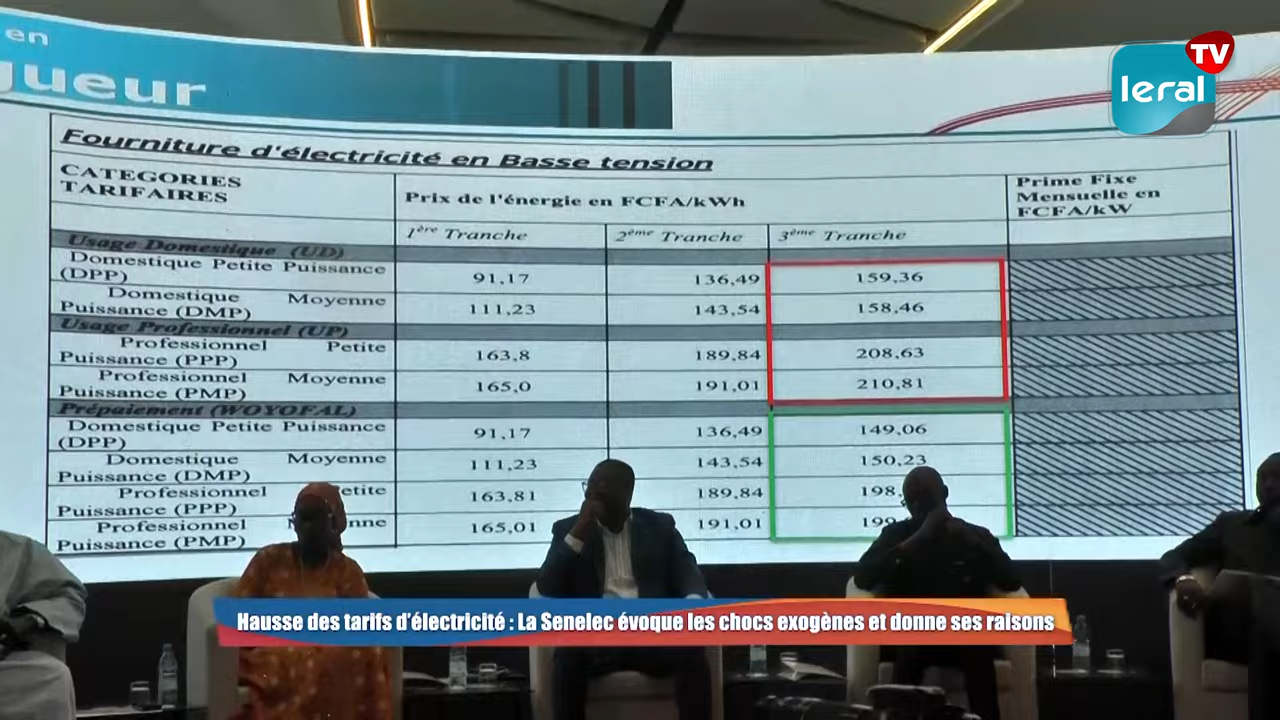 en
gueur
leral TV
Fourniture d'électricité en Basse tension
CATEGORIES TARIFAIRES
Prix de l'énergie en FCFA/kWh
Prime Fixe Mensuelle en FCFA/kW
1ère Tranche 2ème Tranche 3ème Tranche
Usage Domestique (UD)
Domestique Petite Puissance (DPP) 91,17 136,49 159,36
Domestique Moyenne Puissance (DMP) 111,23 143,54 158,46
Usage Professionnel (UP)
Professionnel Petite Puissance (PPP) 163,8 189,84 208,63
Professionnel Moyenne Puissance (PMP) 165,0 191,01 210,81
Prépaiement (WOYOFAL)
Domestique Petite Puissance (DPP) 91,17 136,49 149,06
Domestique Moyenne Puissance (DMP) 111,23 143,54 150,23
Professionnel etite Puissance (PPP) 163,81 189,84 198,
Professionnel M enne Puissance (PMP) 165,01 191,01 199
Hausse des tarifs d'électricité : La Senelec évoque les chocs exogènes et donne ses raisons